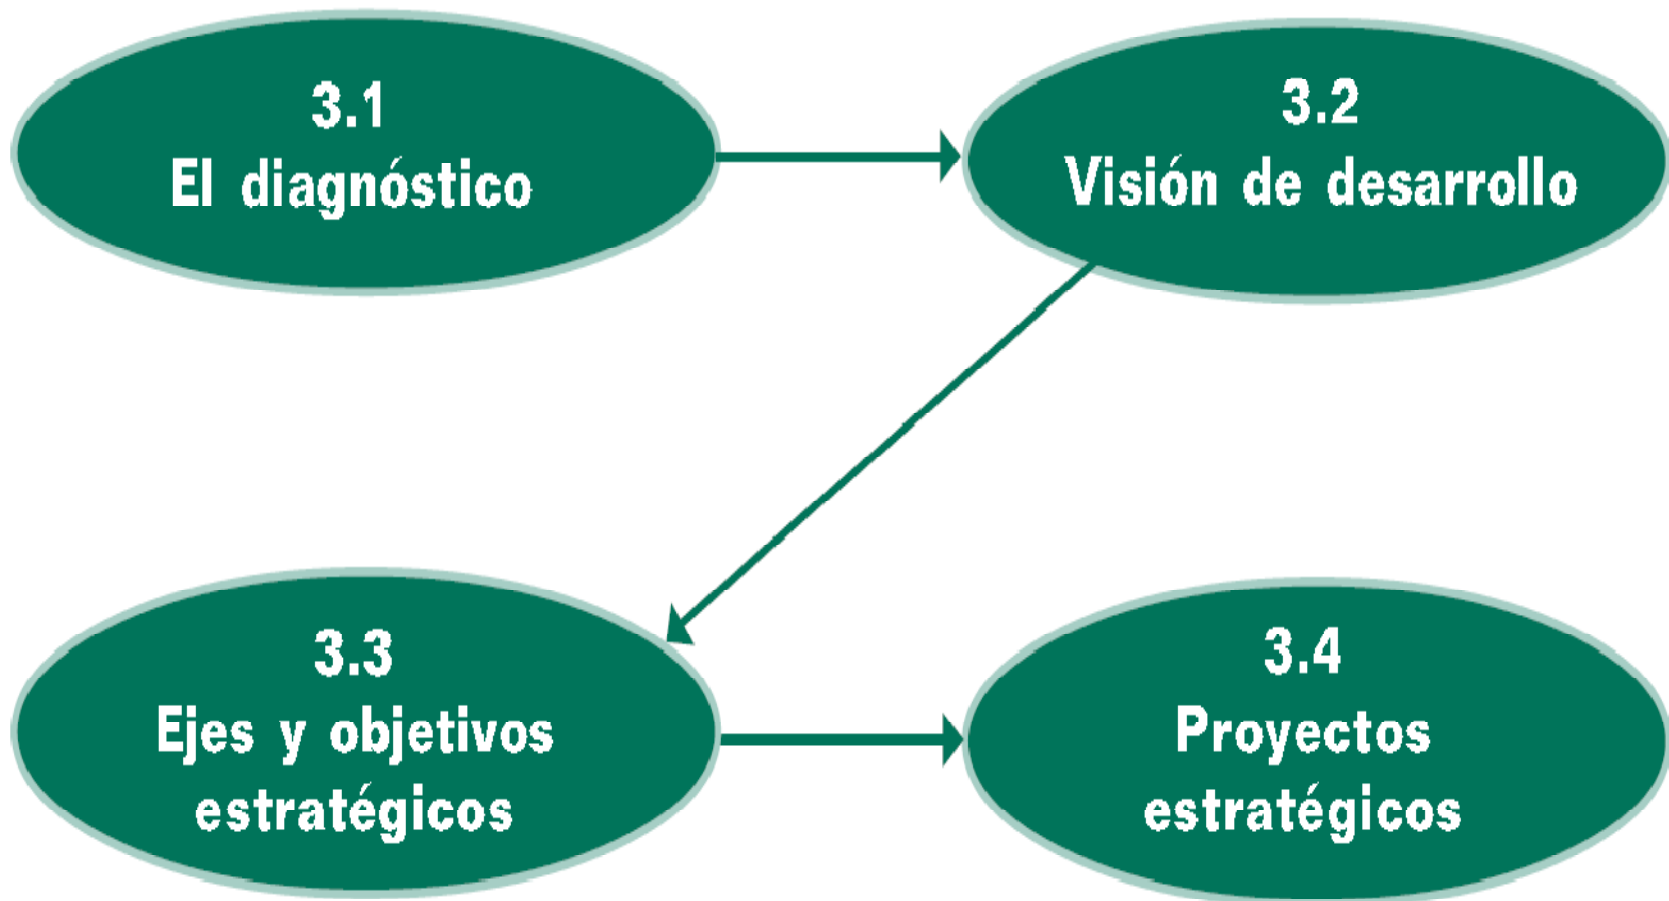 3.1
El diagnóstico
3.2
Visión de desarrollo
3.3
Ejes y objetivos
estratégicos
3.4
Proyectos
estratégicos